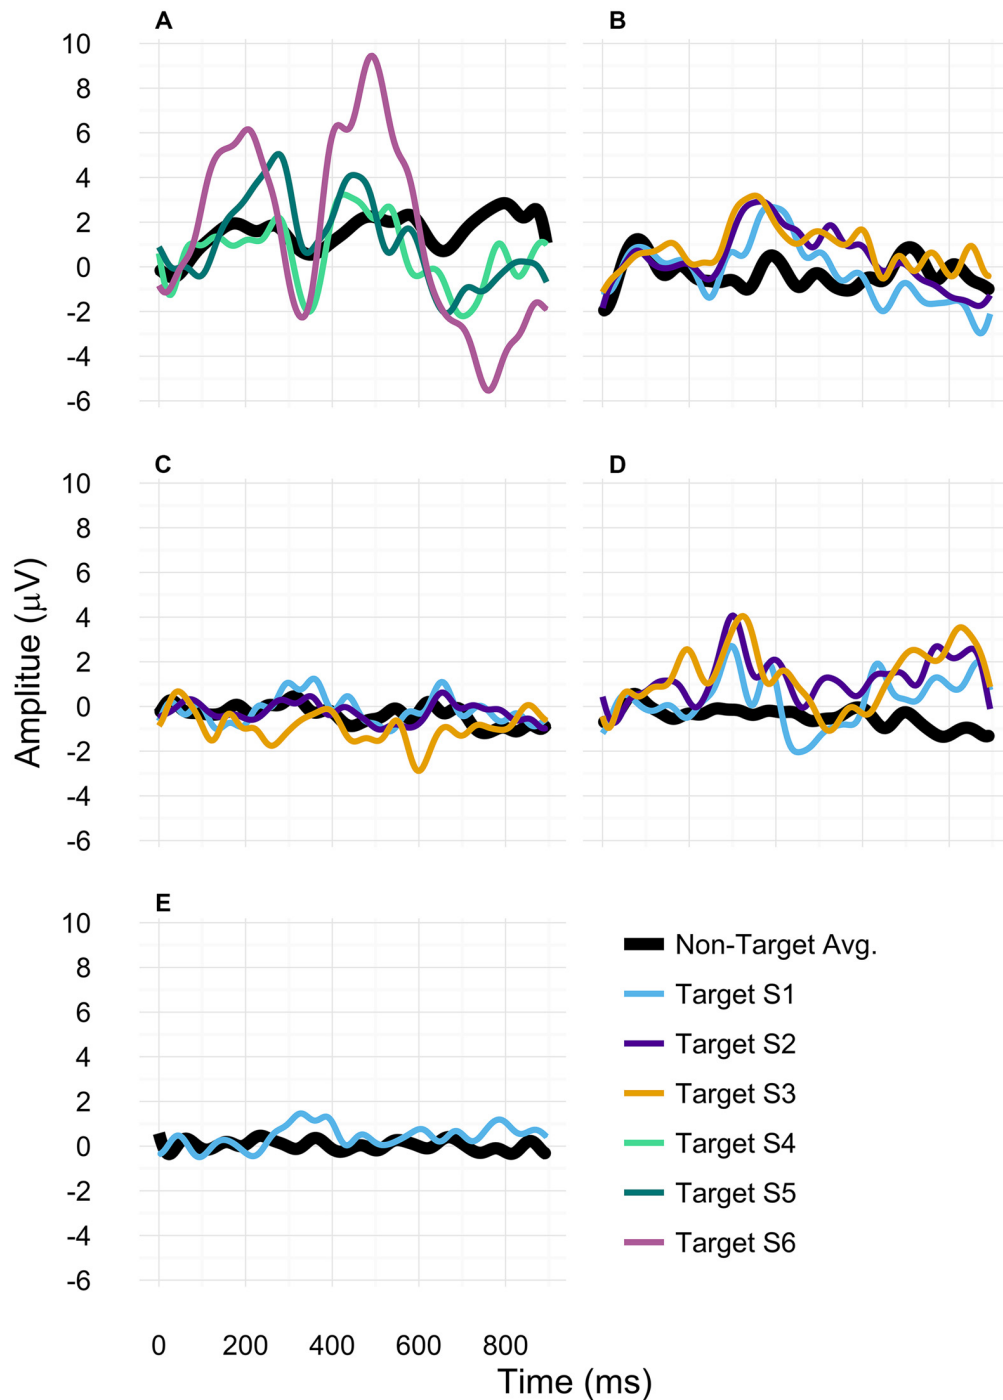 A
B
10
8
6
4
2
0
-2
-4
-6
C
D
10
8
6
4
2
0
-2
-4
-6
Amplitue (μV)
E
10
8
6
4
2
0
-2
-4
-6
Non-Target Avg.
Target S1
Target S2
Target S3
Target S4
Target S5
Target S6
0 200 400 600 800
Time (ms)